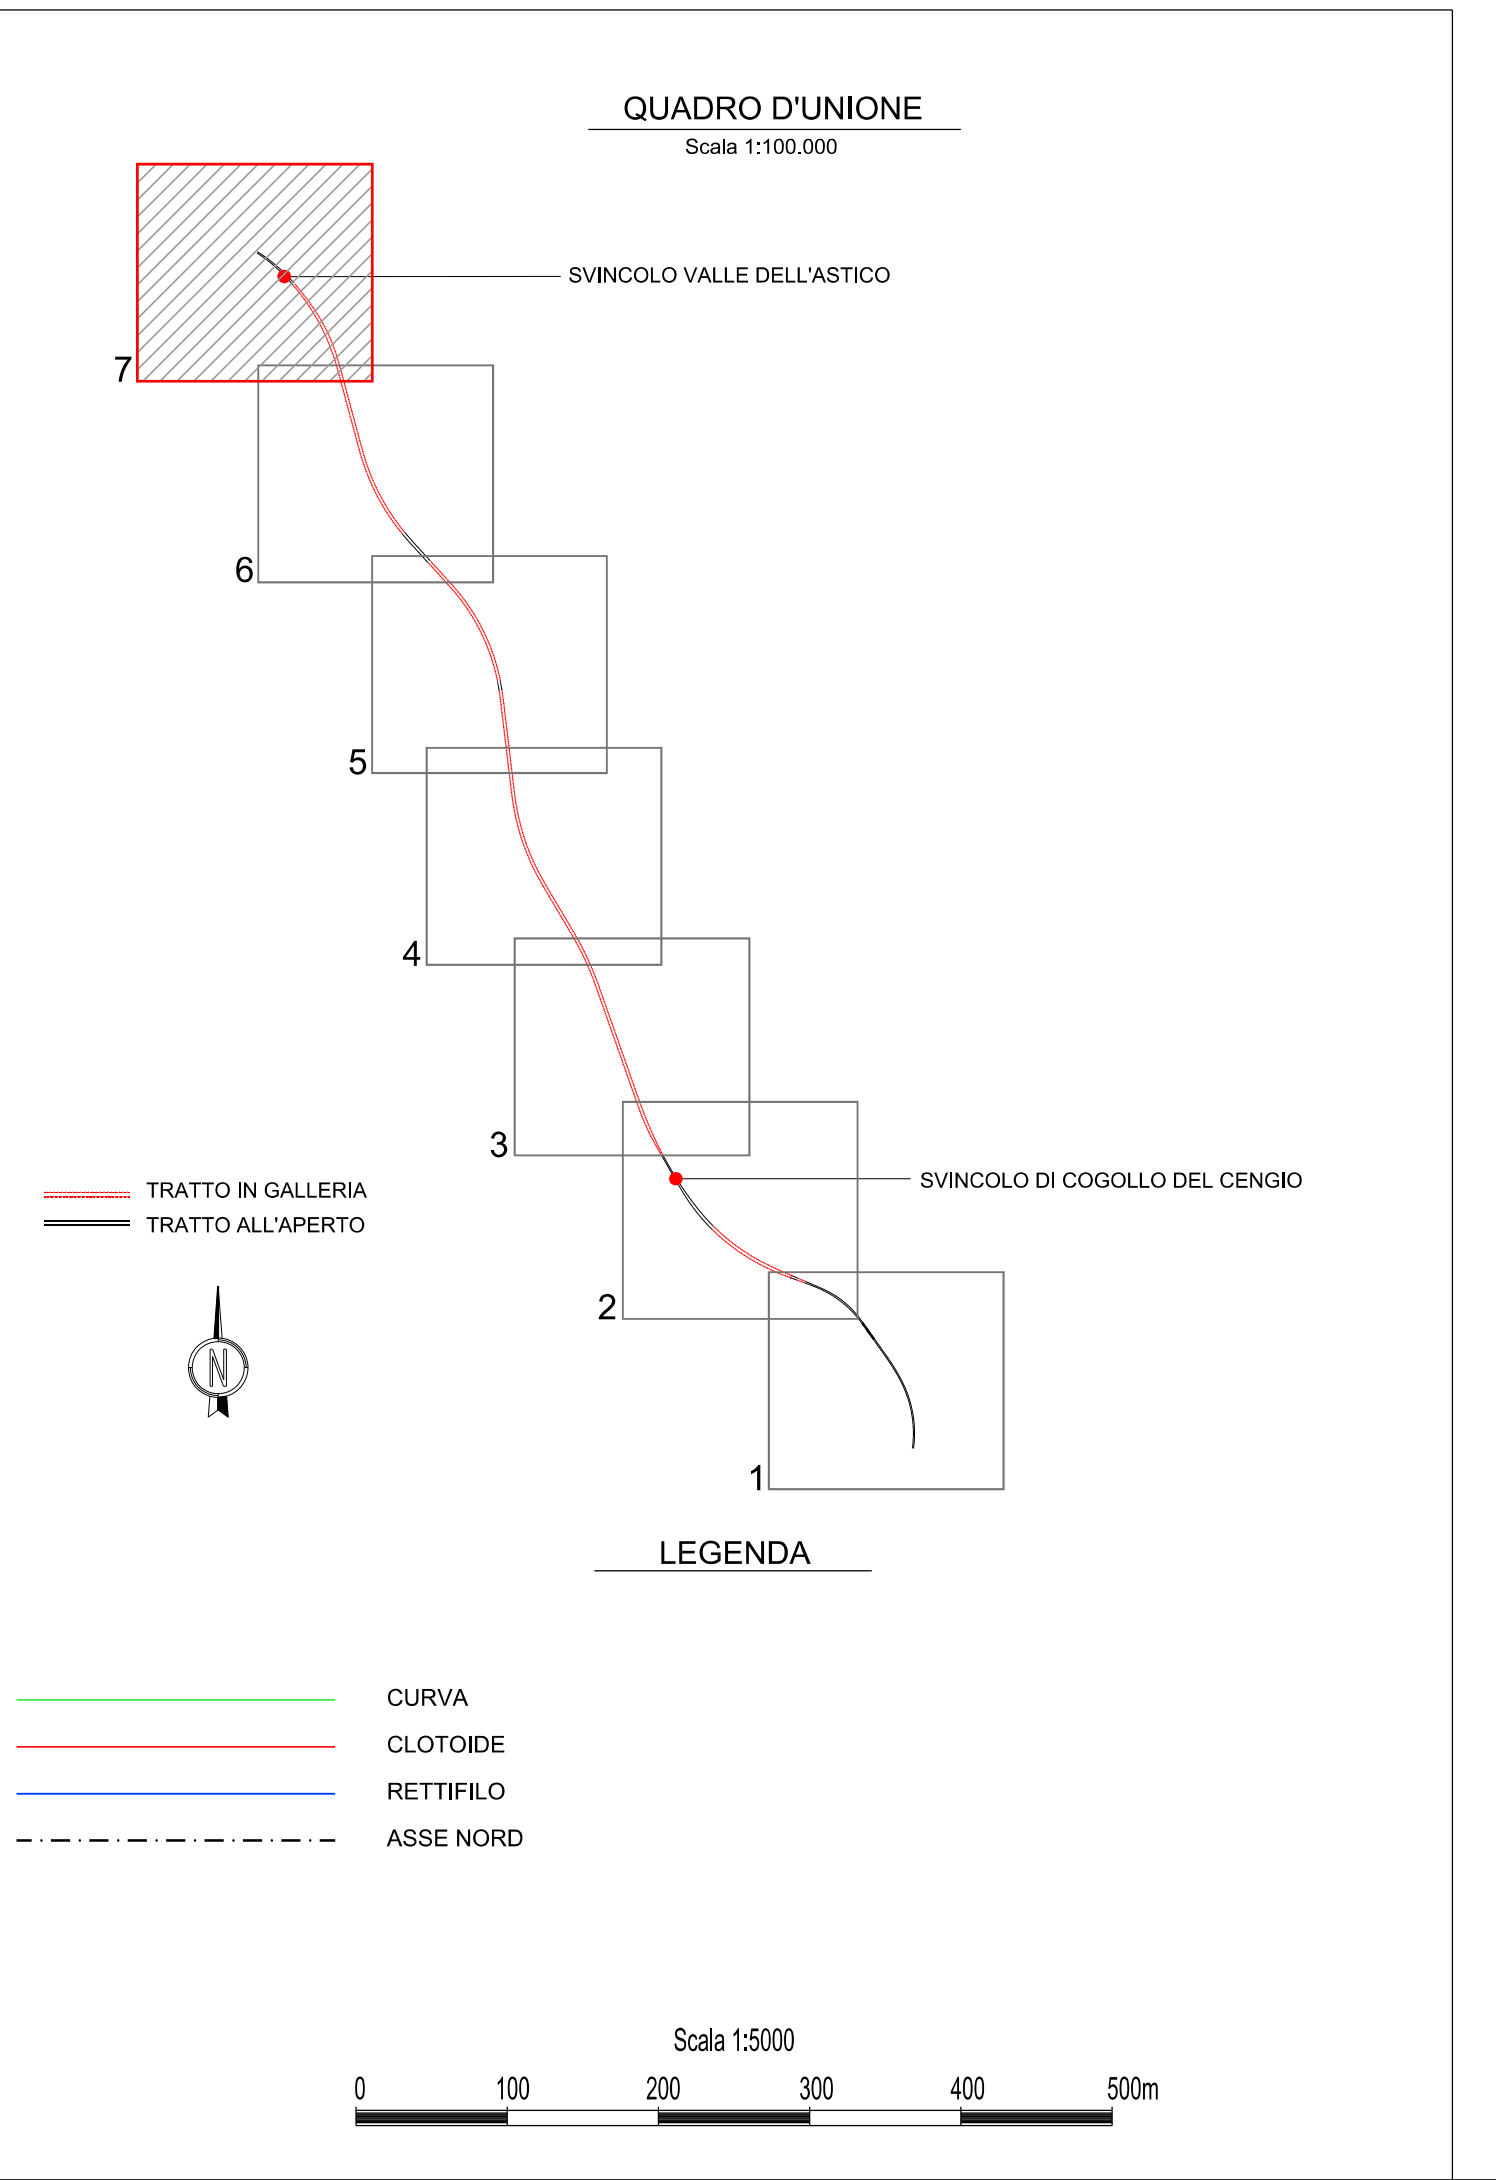 QUADRO D'UNIONE
Scala 1:100.000
SVINCOLO VALLE DELL'ASTICO
7
6
5
4
3
TRATTO IN GALLERIA
SVINCOLO DI COGOLLO DEL CENGIO
TRATTO ALL'APERTO
2
N
1
LEGENDA
CURVA
CLOTOIDE
RETTIFILO
ASSE NORD
Scala 1:5000
0 100 200 300 400 500m